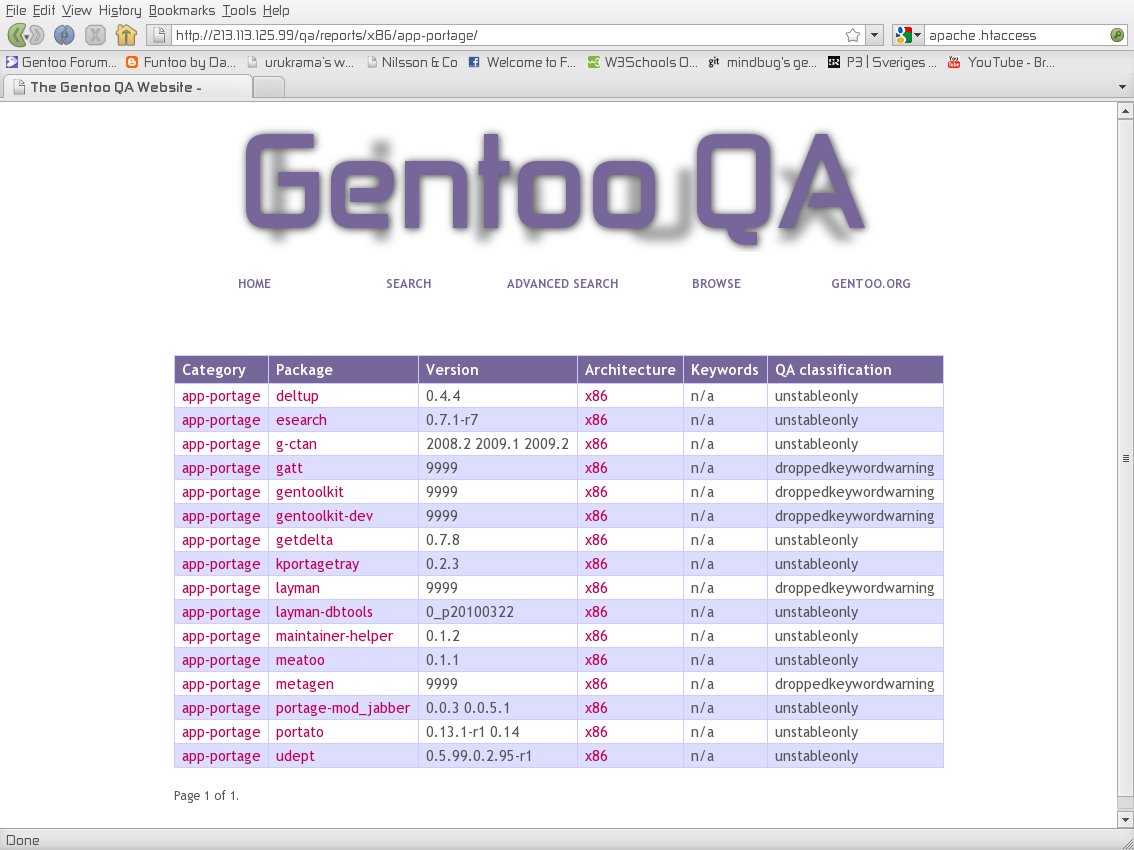 File Edit View History Bookmarks Tools Help
http://213.113.125.99/qa/reports/x86/app-portage/ apache .htaccess
Gentoo Forum... Funtoo by Da... urukrama's w... Nilsson & Co Welcome to F... W3Schools O... git mindbug's ge... P3 | Sveriges ... You Tube YouTube - Br...
The Gentoo QA Website -
Gentoo QA
HOME SEARCH ADVANCED SEARCH BROWSE GENTOO.ORG
Category Package Version Architecture Keywords QA classification
app-portage deltup 0.4.4 x86 n/a unstableonly
app-portage esearch 0.7.1-r7 x86 n/a unstableonly
app-portage g-ctan 2008.2 2009.1 2009.2 x86 n/a unstableonly
app-portage gatt 9999 x86 n/a droppedkeywordwarning
app-portage gentoolkit 9999 x86 n/a droppedkeywordwarning
app-portage gentoolkit-dev 9999 x86 n/a droppedkeywordwarning
app-portage getdelta 0.7.8 x86 n/a unstableonly
app-portage kportagetray 0.2.3 x86 n/a unstableonly
app-portage layman 9999 x86 n/a droppedkeywordwarning
app-portage layman-dbtools 0_p20100322 x86 n/a unstableonly
app-portage maintainer-helper 0.1.2 x86 n/a unstableonly
app-portage meatoo 0.1.1 x86 n/a unstableonly
app-portage metagen 9999 x86 n/a droppedkeywordwarning
app-portage portage-mod_jabber 0.0.3 0.0.5.1 x86 n/a unstableonly
app-portage portato 0.13.1-r1 0.14 x86 n/a unstableonly
app-portage udept 0.5.99.0.2.95-r1 x86 n/a unstableonly
Page 1 of 1.
Done